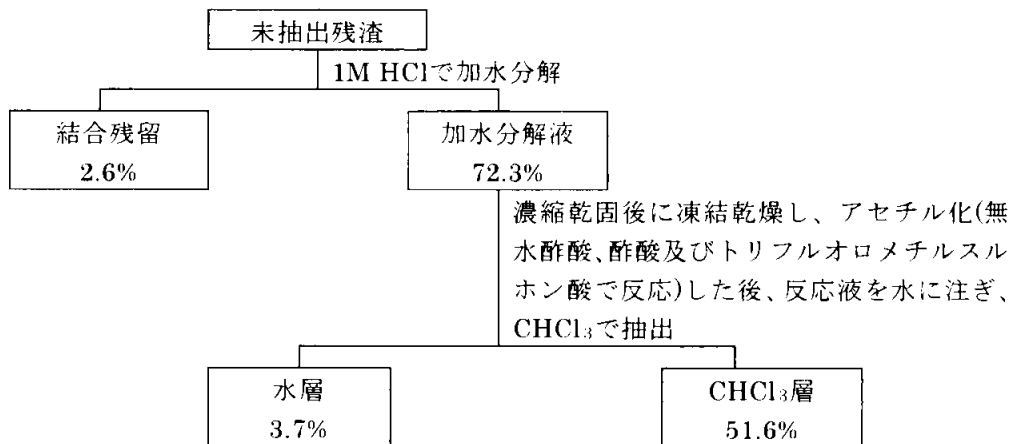 未抽出残渣
1M HClで加水分解
結合残留
2.6%
加水分解液
72.3%
濃縮乾固後に凍結乾燥し、アセチル化(無
水酢酸、酢酸及びトリフルオロメチルスル
ホン酸で反応)した後、反応液を水に注ぎ、
CHCl₃で抽出
水層
3.7%
CHCl₃層
51.6%